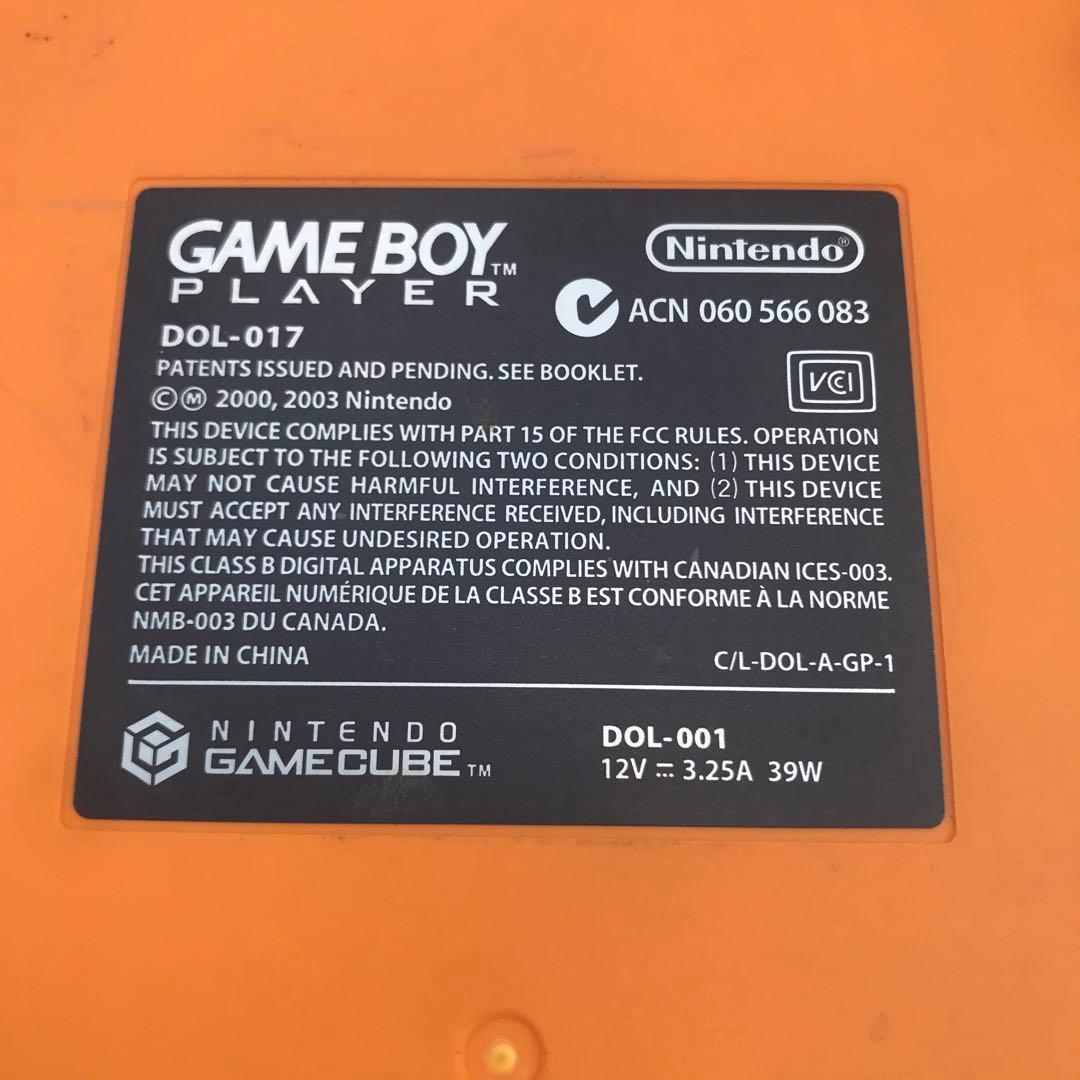 GAME BOY™
PLAYER
Nintendo®
ACN 060 566 083
DOL-017
PATENTS ISSUED AND PENDING. SEE BOOKLET.
VCI
©Ⓜ 2000, 2003 Nintendo
THIS DEVICE COMPLIES WITH PART 15 OF THE FCC RULES. OPERATION
IS SUBJECT TO THE FOLLOWING TWO CONDITIONS: (1) THIS DEVICE
MAY NOT CAUSE HARMFUL INTERFERENCE, AND (2) THIS DEVICE
MUST ACCEPT ANY INTERFERENCE RECEIVED, INCLUDING INTERFERENCE
THAT MAY CAUSE UNDESIRED OPERATION.
THIS CLASS B DIGITAL APPARATUS COMPLIES WITH CANADIAN ICES-003.
CET APPAREIL NUMÉRIQUE DE LA CLASSE B EST CONFORME À LA NORME
NMB-003 DU CANADA.
MADE IN CHINA
C/L-DOL-A-GP-1
NINTENDO
GAMECUBE™
DOL-001
12V ⎓ 3.25A 39W